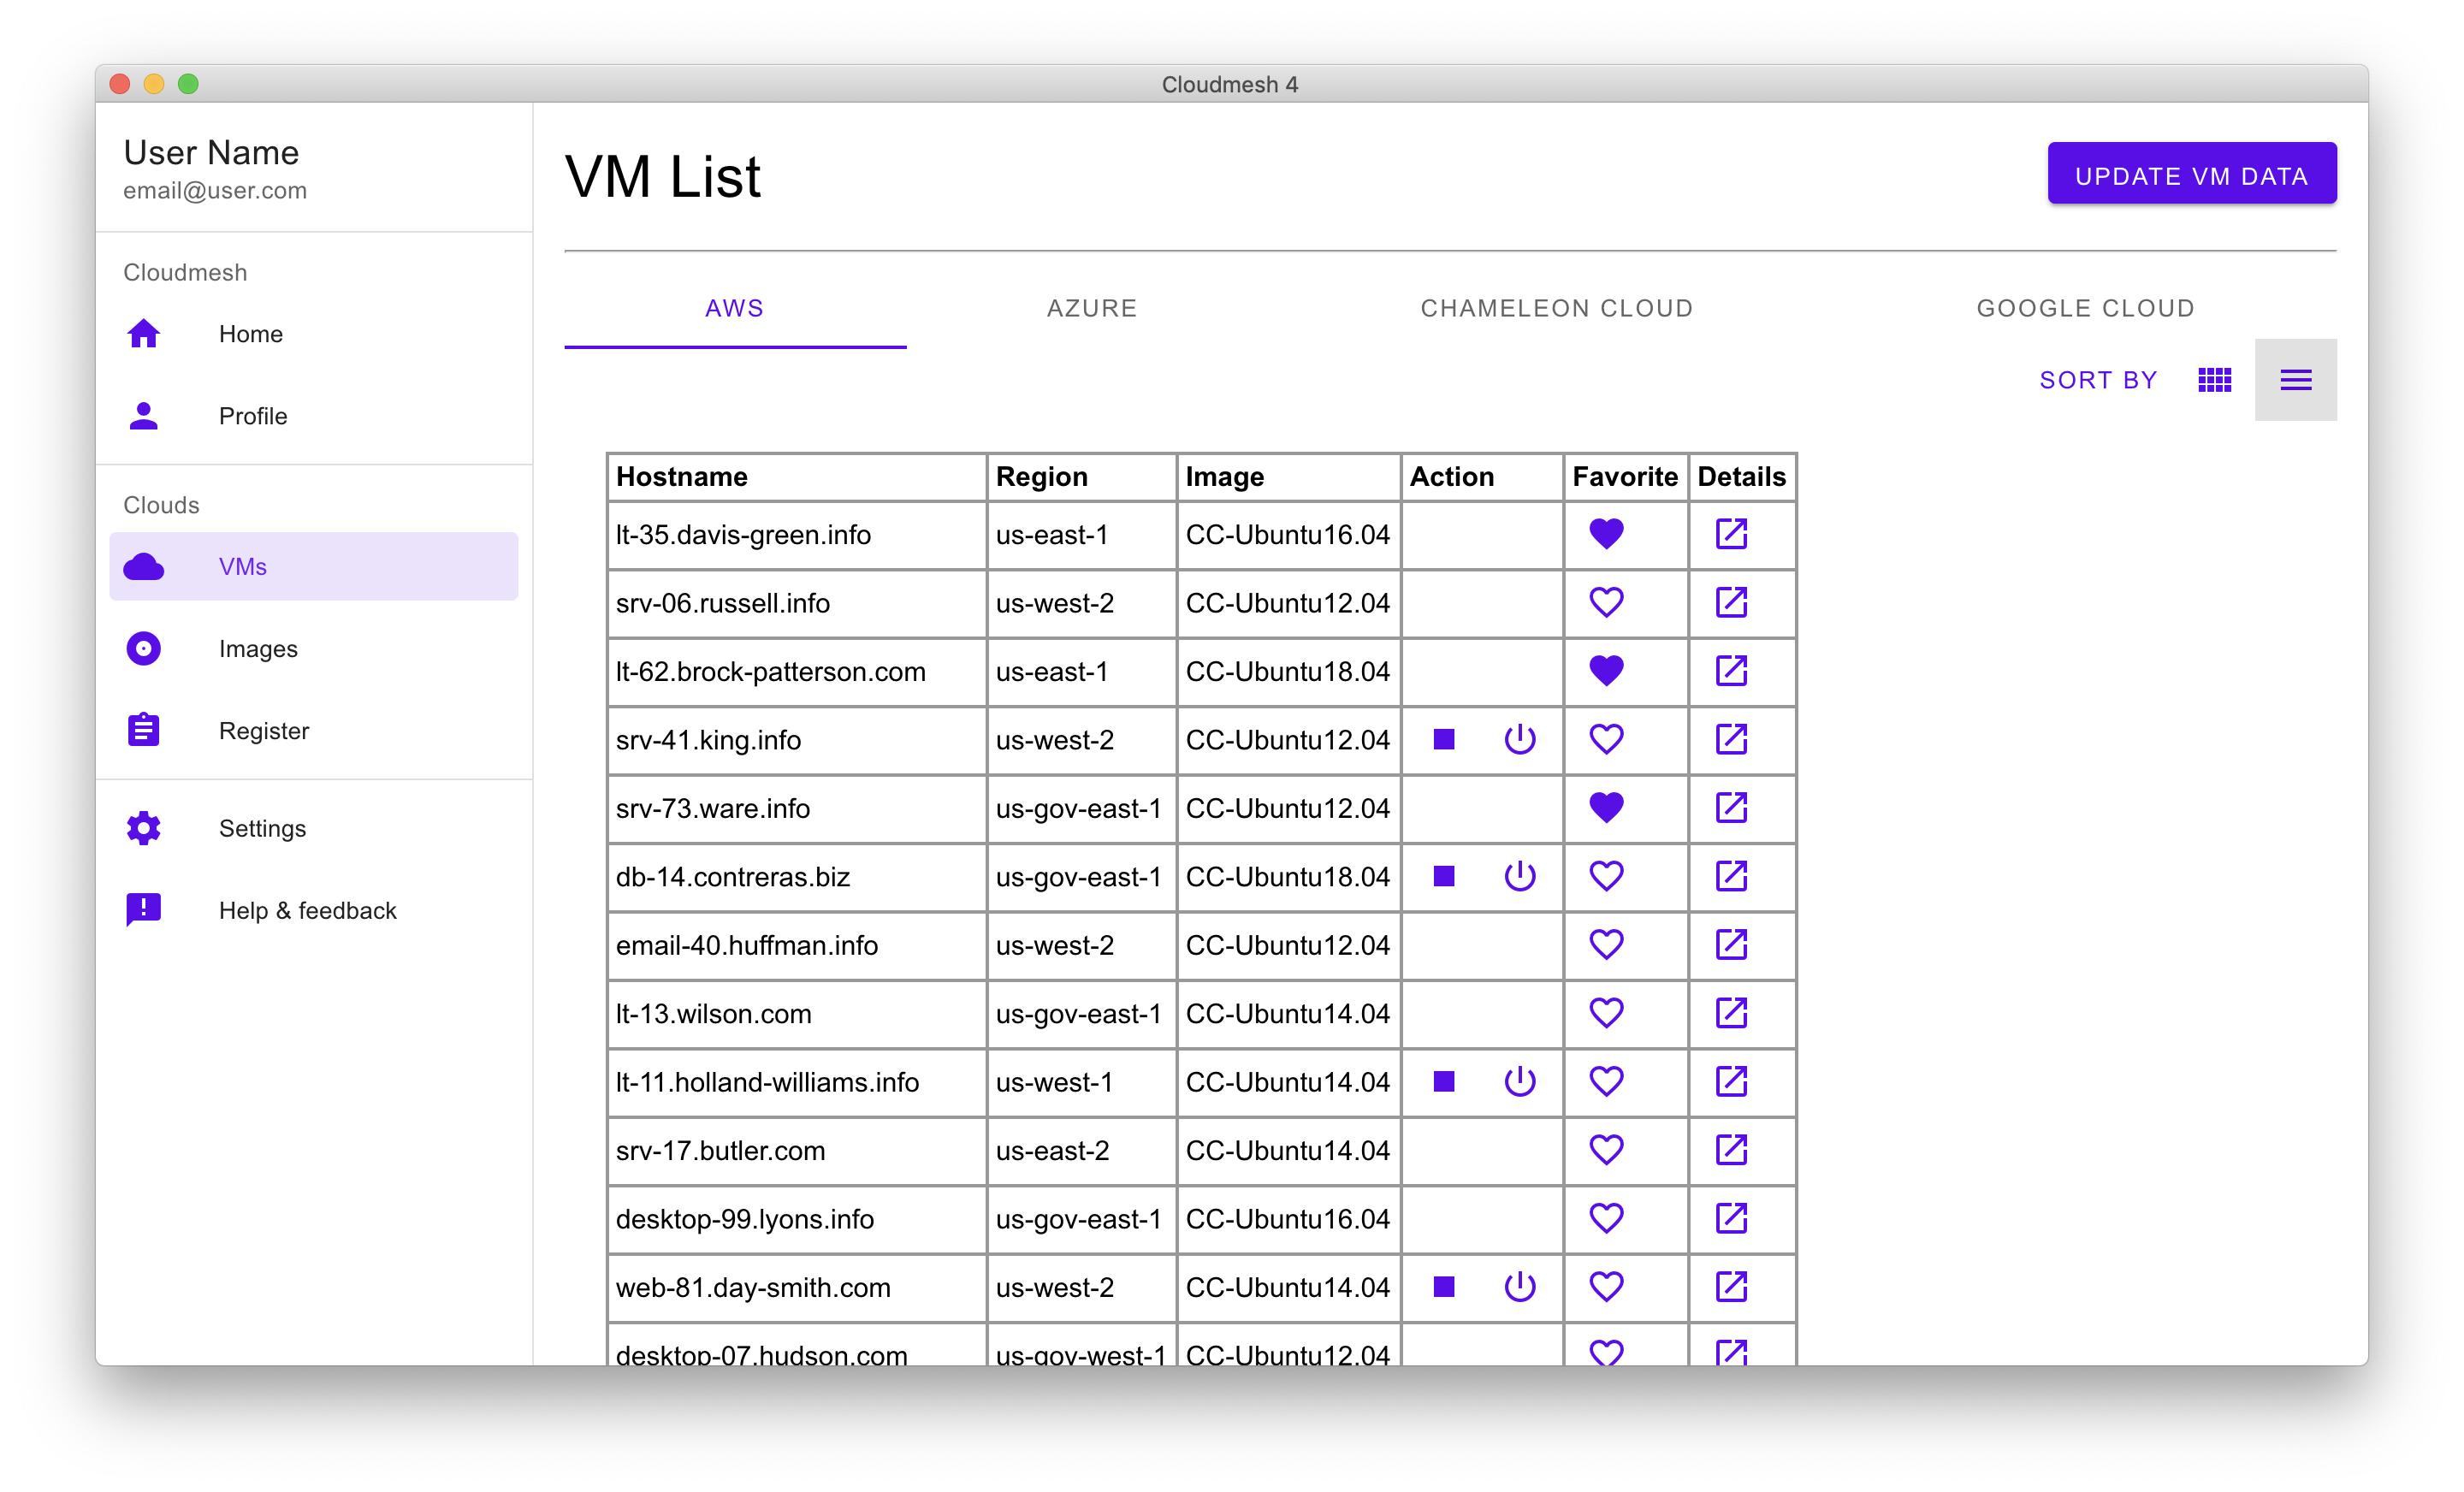 Cloudmesh 4
User Name
email@user.com
Cloudmesh
Home
Profile
Clouds
VMs
Images
Register
Settings
Help & feedback
VM List
UPDATE VM DATA
AWS AZURE CHAMELEON CLOUD GOOGLE CLOUD
SORT BY
Hostname Region Image Action Favorite Details
lt-35.davis-green.info us-east-1 CC-Ubuntu16.04
srv-06.russell.info us-west-2 CC-Ubuntu12.04
lt-62.brock-patterson.com us-east-1 CC-Ubuntu18.04
srv-41.king.info us-west-2 CC-Ubuntu12.04
srv-73.ware.info us-gov-east-1 CC-Ubuntu12.04
db-14.contreras.biz us-gov-east-1 CC-Ubuntu18.04
email-40.huffman.info us-west-2 CC-Ubuntu12.04
lt-13.wilson.com us-gov-east-1 CC-Ubuntu14.04
lt-11.holland-williams.info us-west-1 CC-Ubuntu14.04
srv-17.butler.com us-east-2 CC-Ubuntu14.04
desktop-99.lyons.info us-gov-east-1 CC-Ubuntu16.04
web-81.day-smith.com us-west-2 CC-Ubuntu14.04
desktop-07.hudson.com us-gov-west-1 CC-Ubuntu12.04